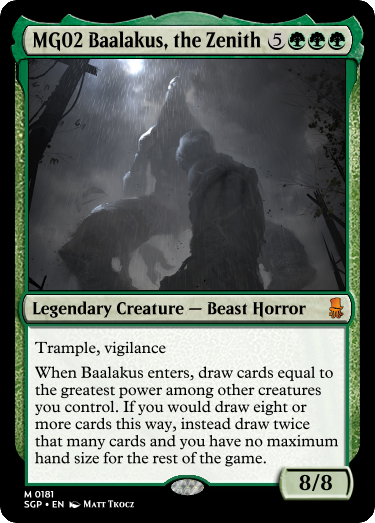 MG02 Baalakus, the Zenith 5
Legendary Creature — Beast Horror
Trample, vigilance
When Baalakus enters, draw cards equal to
the greatest power among other creatures
you control. If you would draw eight or
more cards this way, instead draw twice
that many cards and you have no maximum
hand size for the rest of the game.
8/8
M 0181
SGP • EN Matt Tkocz